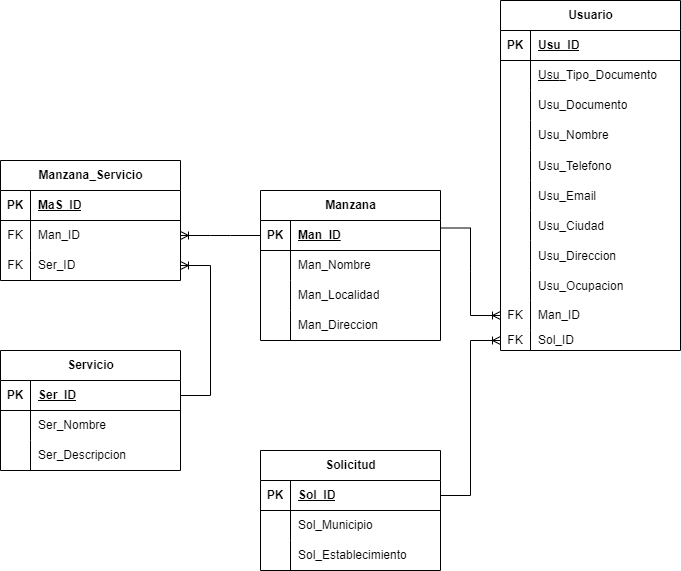 Usuario
PK Usu_ID
Usu_Tipo_Documento
Usu_Documento
Usu_Nombre
Usu_Telefono
Usu_Email
Usu_Ciudad
Usu_Direccion
Usu_Ocupacion
FK Man_ID
FK Sol_ID
Manzana_Servicio
PK MaS_ID
FK Man_ID
FK Ser_ID
Manzana
PK Man_ID
Man_Nombre
Man_Localidad
Man_Direccion
Servicio
PK Ser_ID
Ser_Nombre
Ser_Descripcion
Solicitud
PK Sol_ID
Sol_Municipio
Sol_Establecimiento